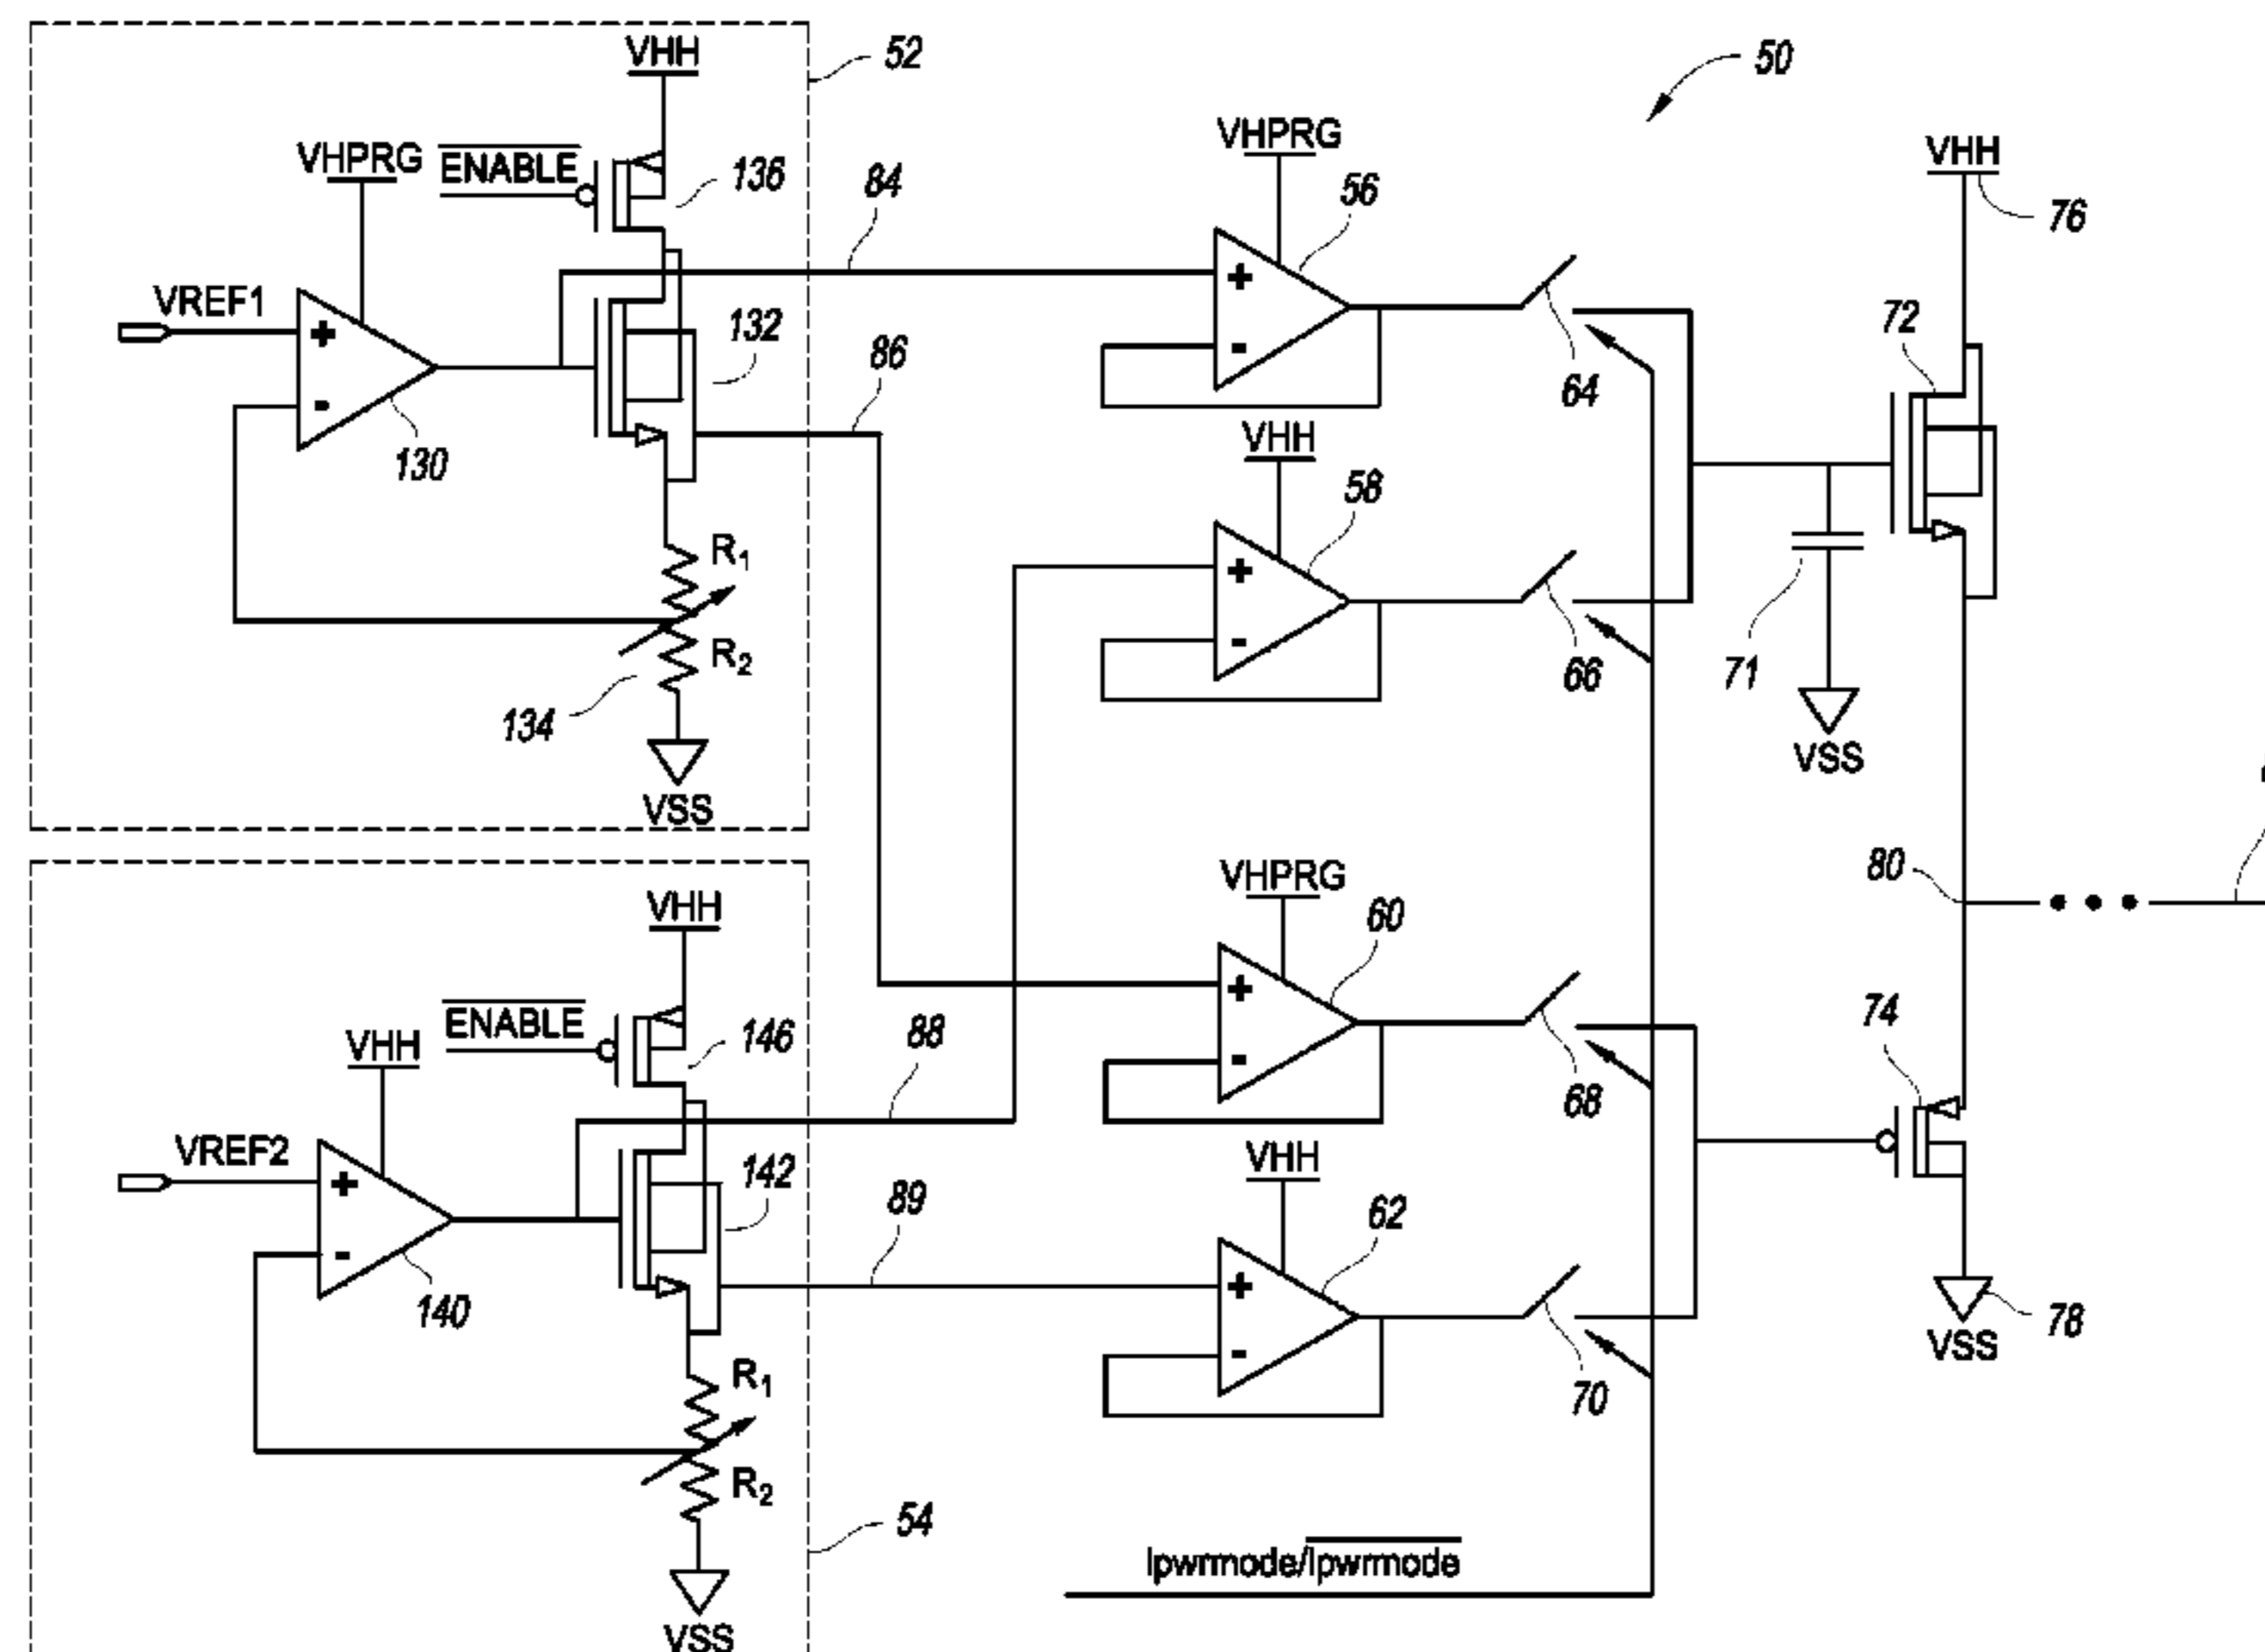 52
VHH
VHPRG
ENABLE
136
VREF1
+
-
130
132
R1
R2
134
VSS
84
86
50
VHPRG
56
+
-
64
VHH
58
+
-
66
VHH
76
72
71
VSS
VHH
ENABLE
146
VHH
VREF2
+
-
140
142
R1
R2
VSS
54
88
89
VHPRG
60
+
-
68
VHH
62
+
-
70
80
74
VSS
78
lpwrmode/lpwrmode